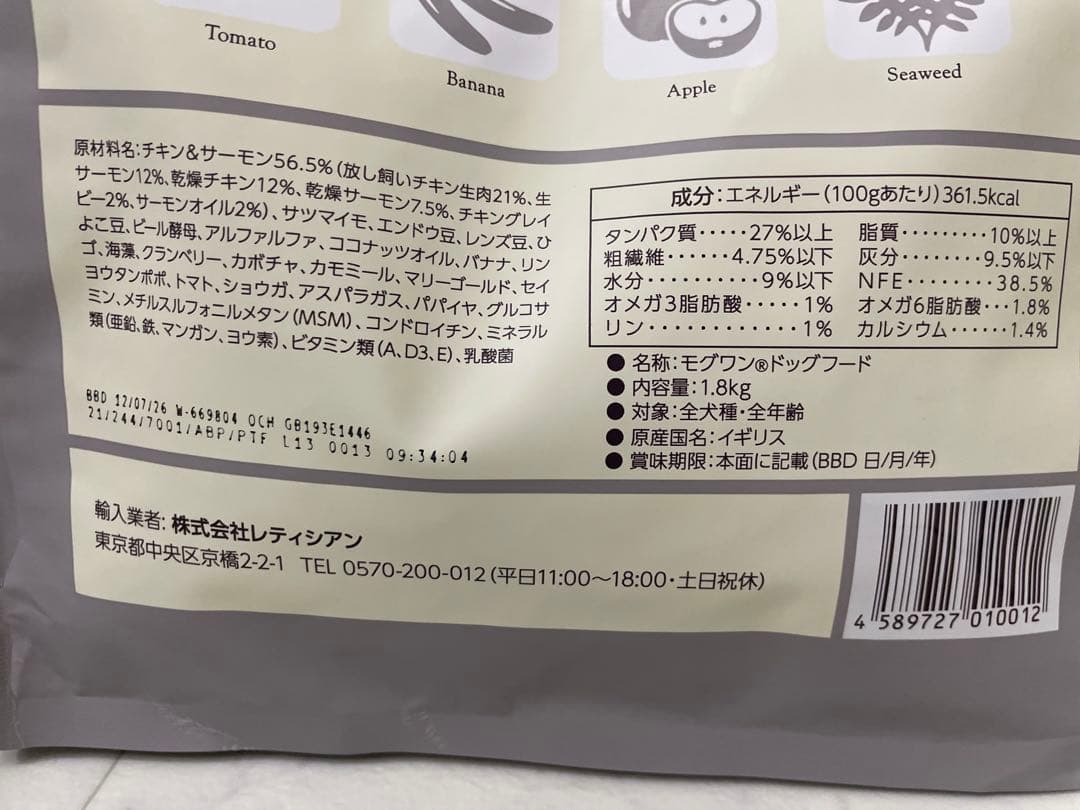 Tomato
Banana
Apple
Seaweed
原材料名:チキン&サーモン56.5%(放し飼いチキン生肉21%、生
サーモン12%、乾燥チキン12%、乾燥サーモン7.5%、チキングレイ
ビー2%、サーモンオイル2%)、サツマイモ、エンドウ豆、レンズ豆、ひ
よこ豆、ビール酵母、アルファルファ、ココナッツオイル、バナナ、リン
ゴ、海藻、クランベリー、カボチャ、カモミール、マリーゴールド、セイ
ヨウタンポポ、トマト、ショウガ、アスパラガス、パパイヤ、グルコサ
ミン、メチルスルフォニルメタン(MSM)、コンドロイチン、ミネラル
類(亜鉛、鉄、マンガン、ヨウ素)、ビタミン類(A、D3、E)、乳酸菌
BBD 12/07/26 W-669804 OCH GB193E1446
21/244/7001/ABP/PTF L13 0013 09:34:04
成分:エネルギー(100gあたり)361.5kcal
タンパク質・・・・・27%以上 脂質・・・・・・・・・10%以上
粗繊維・・・・・・4.75%以下 灰分・・・・・・・・9.5%以下
水分・・・・・・・・・・9%以下 NFE・・・・・・・・・38.5%
オメガ3脂肪酸・・・・・1% オメガ6脂肪酸・・・1.8%
リン・・・・・・・・・・・・1% カルシウム・・・・・・1.4%
● 名称:モグワン®ドッグフード
● 内容量:1.8kg
● 対象:全犬種・全年齢
● 原産国名:イギリス
● 賞味期限:本面に記載(BBD 日/月/年)
輸入業者: 株式会社レティシアン
東京都中央区京橋2-2-1 TEL 0570-200-012(平日11:00〜18:00・土日祝休)
4 589727 010012